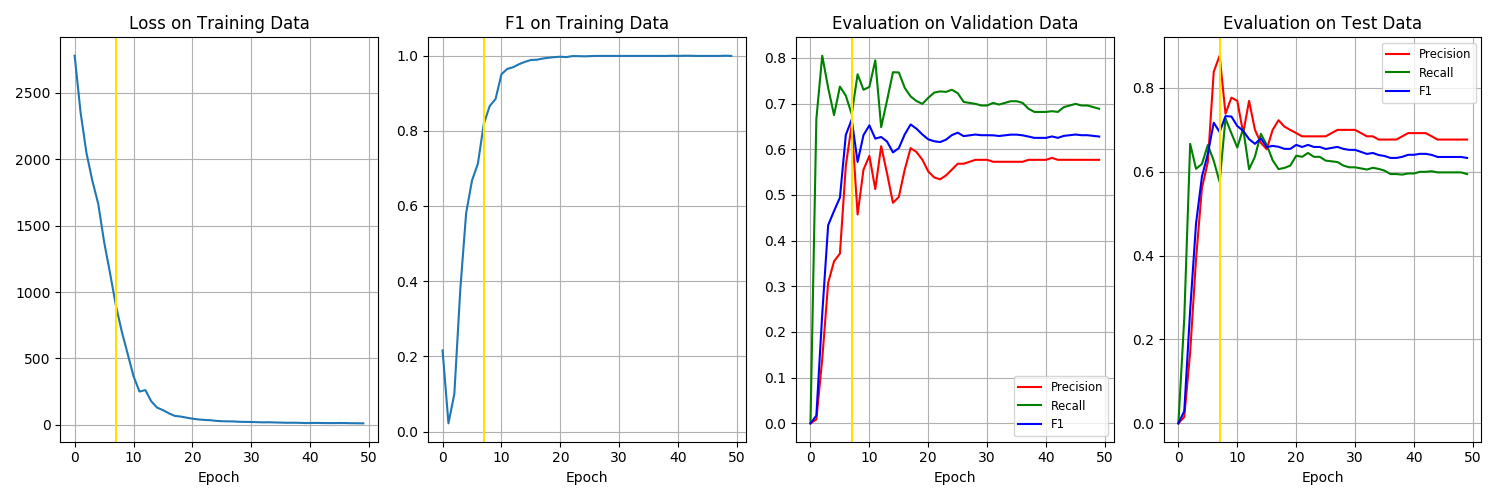 Loss on Training Data
2500
2000
1500
1000
500
0
0 10 20 30 40 50
Epoch
F1 on Training Data
1.0
0.8
0.6
0.4
0.2
0.0
0 10 20 30 40 50
Epoch
Evaluation on Validation Data
0.8
0.7
0.6
0.5
0.4
0.3
0.2
0.1
0.0
Precision
Recall
F1
0 10 20 30 40 50
Epoch
Evaluation on Test Data
Precision
Recall
F1
0.8
0.6
0.4
0.2
0.0
0 10 20 30 40 50
Epoch